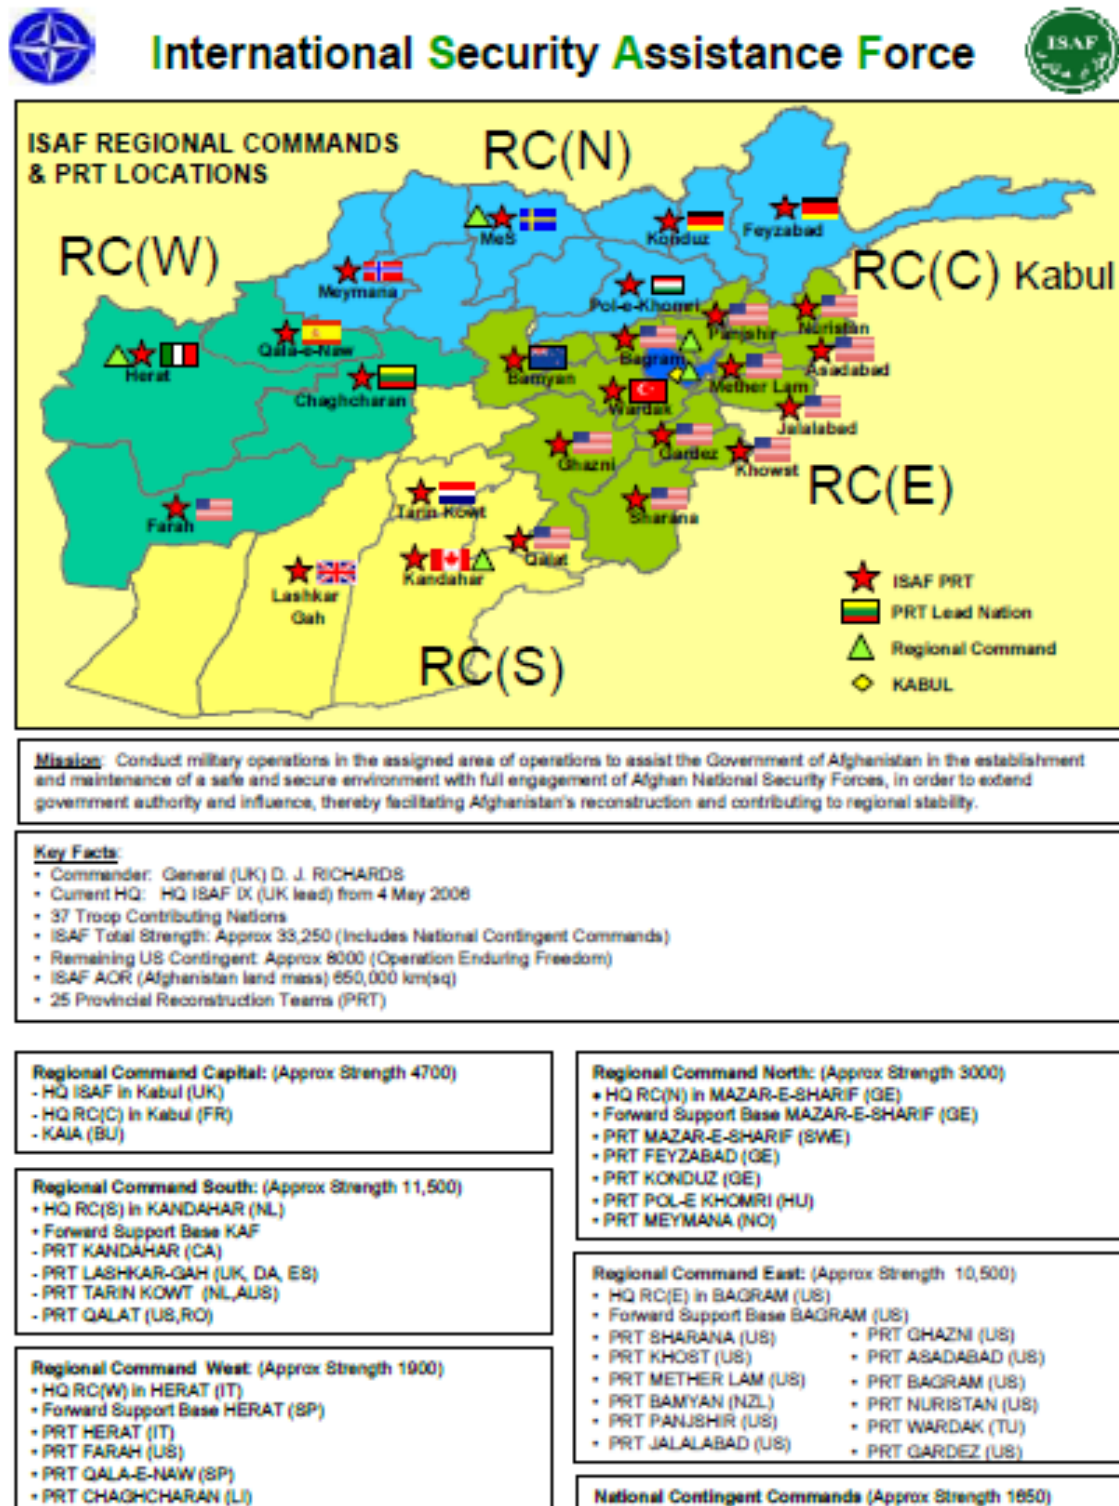 International Security Assistance Force
ISAF
ISAF REGIONAL COMMANDS
& PRT LOCATIONS
RC(N)
RC(W)
RC(C) Kabul
MeS
Konduz
Feyzabad
Meymana
Pol-e-Khomri
Panjshir
Nuristan
Qala-e-Naw
Bagram
Asadabad
Herat
Bamyan
Mether Lam
Chaghcharan
Wardak
Jalalabad
Ghazni
Gardez
Khowst
RC(E)
Tarin Kowt
Sharana
Farah
Qalat
Kandahar
Lashkar
Gah
RC(S)
ISAF PRT
PRT Lead Nation
Regional Command
KABUL
Mission: Conduct military operations in the assigned area of operations to assist the Government of Afghanistan in the establishment
and maintenance of a safe and secure environment with full engagement of Afghan National Security Forces, in order to extend
government authority and influence, thereby facilitating Afghanistan's reconstruction and contributing to regional stability.
Key Facts:
• Commander: General (UK) D. J. RICHARDS
• Current HQ: HQ ISAF IX (UK lead) from 4 May 2006
• 37 Troop Contributing Nations
• ISAF Total Strength: Approx 33,250 (Includes National Contingent Commands)
• Remaining US Contingent: Approx 8000 (Operation Enduring Freedom)
• ISAF AOR (Afghanistan land mass) 650,000 km(sq)
• 25 Provincial Reconstruction Teams (PRT)
Regional Command Capital: (Approx Strength 4700)
- HQ ISAF in Kabul (UK)
- HQ RC(C) in Kabul (FR)
- KAIA (BU)
Regional Command South: (Approx Strength 11,500)
• HQ RC(S) in KANDAHAR (NL)
• Forward Support Base KAF
- PRT KANDAHAR (CA)
- PRT LASHKAR-GAH (UK, DA, ES)
- PRT TARIN KOWT (NL,AUS)
- PRT QALAT (US,RO)
Regional Command West: (Approx Strength 1900)
• HQ RC(W) in HERAT (IT)
• Forward Support Base HERAT (SP)
• PRT HERAT (IT)
• PRT FARAH (US)
• PRT QALA-E-NAW (SP)
• PRT CHAGHCHARAN (LI)
Regional Command North: (Approx Strength 3000)
• HQ RC(N) in MAZAR-E-SHARIF (GE)
• Forward Support Base MAZAR-E-SHARIF (GE)
• PRT MAZAR-E-SHARIF (SWE)
• PRT FEYZABAD (GE)
• PRT KONDUZ (GE)
• PRT POL-E KHOMRI (HU)
• PRT MEYMANA (NO)
Regional Command East: (Approx Strength 10,500)
• HQ RC(E) in BAGRAM (US)
• Forward Support Base BAGRAM (US)
• PRT SHARANA (US)
• PRT KHOST (US)
• PRT METHER LAM (US)
• PRT BAMYAN (NZL)
• PRT PANJSHIR (US)
• PRT JALALABAD (US)
• PRT GHAZNI (US)
• PRT ASADABAD (US)
• PRT BAGRAM (US)
• PRT NURISTAN (US)
• PRT WARDAK (TU)
• PRT GARDEZ (US)
National Contingent Commands (Approx Strength 1650)